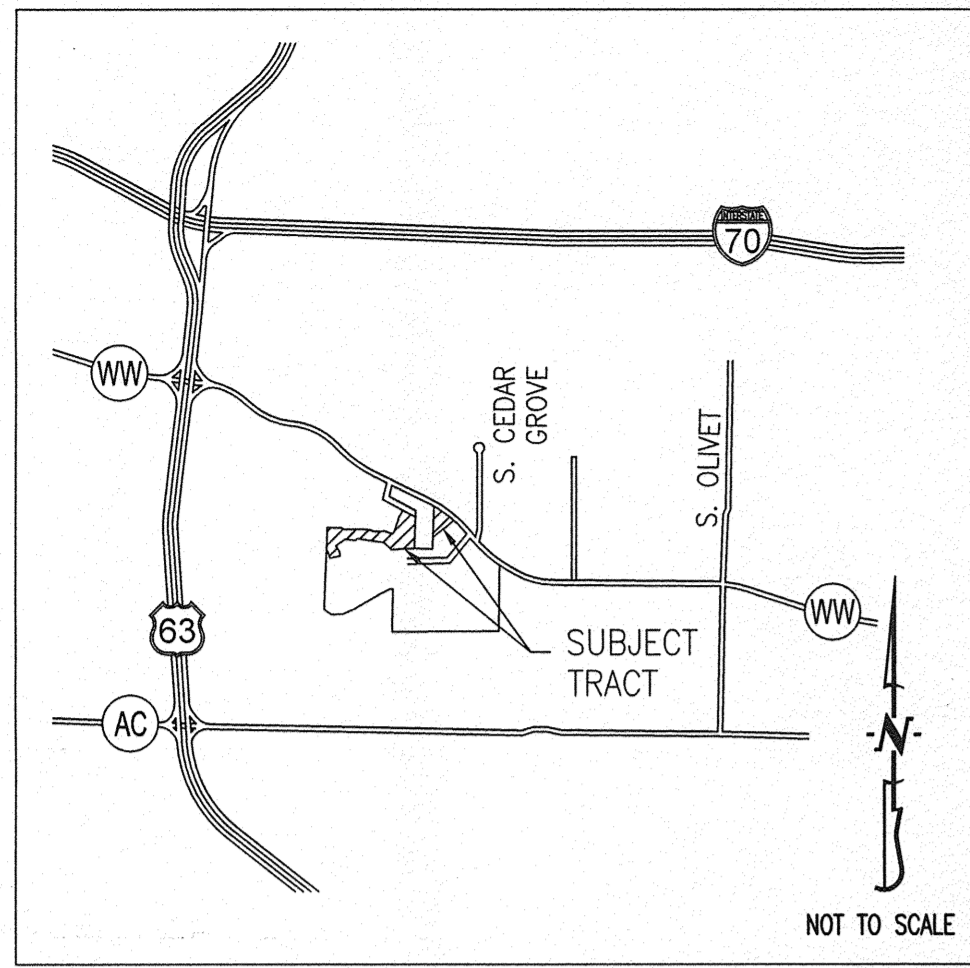 INTERSTATE
70
WW
S. CEDAR
GROVE
S. OLIVET
WW
63
SUBJECT
TRACT
AC
N
NOT TO SCALE